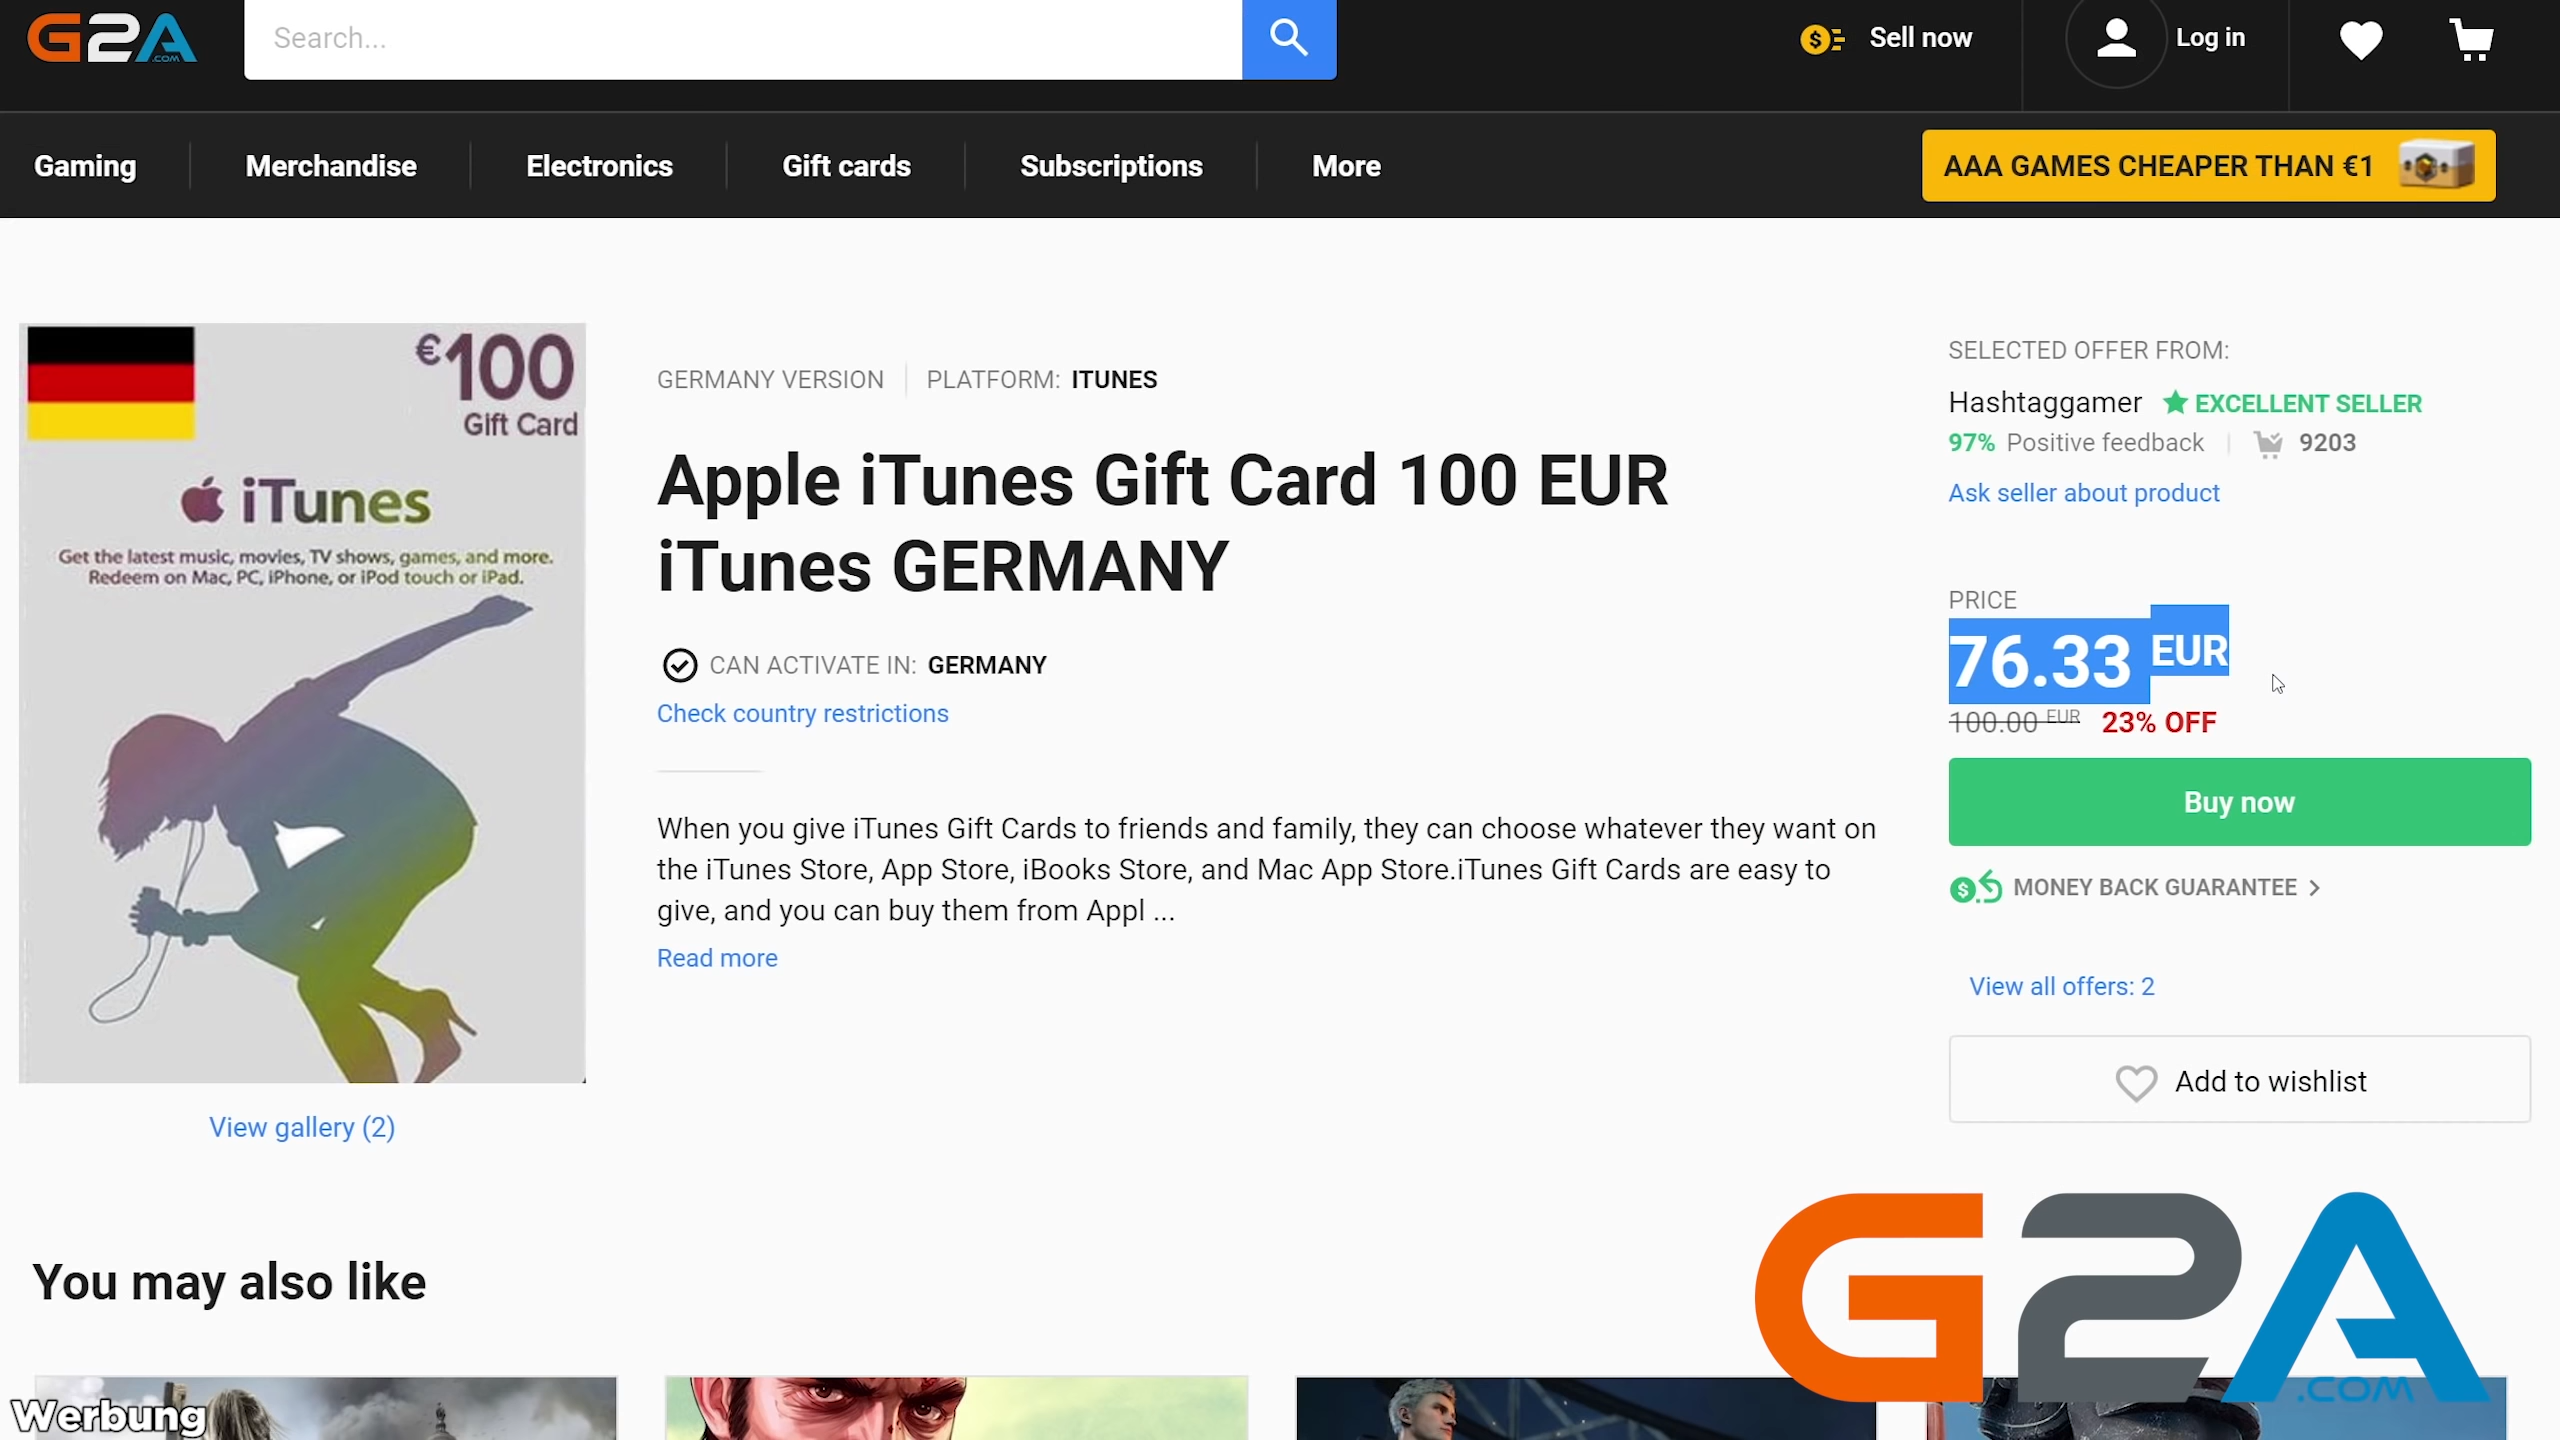 G2A.COM
Search...
Sell now
Log in
Gaming
Merchandise
Electronics
Gift cards
Subscriptions
More
AAA GAMES CHEAPER THAN €1
€100
Gift Card
iTunes
Get the latest music, movies, TV shows, games, and more.
Redeem on Mac, PC, iPhone, or iPod touch or iPad.
View gallery (2)
GERMANY VERSION
PLATFORM: ITUNES
Apple iTunes Gift Card 100 EUR
iTunes GERMANY
CAN ACTIVATE IN: GERMANY
Check country restrictions
When you give iTunes Gift Cards to friends and family, they can choose whatever they want on
the iTunes Store, App Store, iBooks Store, and Mac App Store.iTunes Gift Cards are easy to
give, and you can buy them from Appl ...
Read more
SELECTED OFFER FROM:
Hashtaggamer EXCELLENT SELLER
97% Positive feedback 9203
Ask seller about product
PRICE
76.33 EUR
100.00 EUR 23% OFF
Buy now
MONEY BACK GUARANTEE
View all offers: 2
Add to wishlist
You may also like
Werbung
G2A.COM